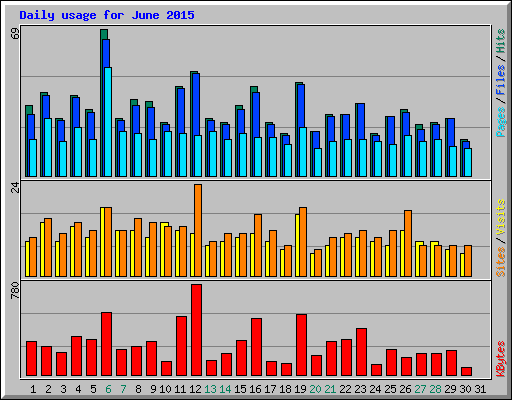 Daily usage for June 2015
69
Pages / Files / Hits
24
Sites / Visits
780
KBytes
1 2 3 4 5 6 7 8 9 10 11 12 13 14 15 16 17 18 19 20 21 22 23 24 25 26 27 28 29 30 31